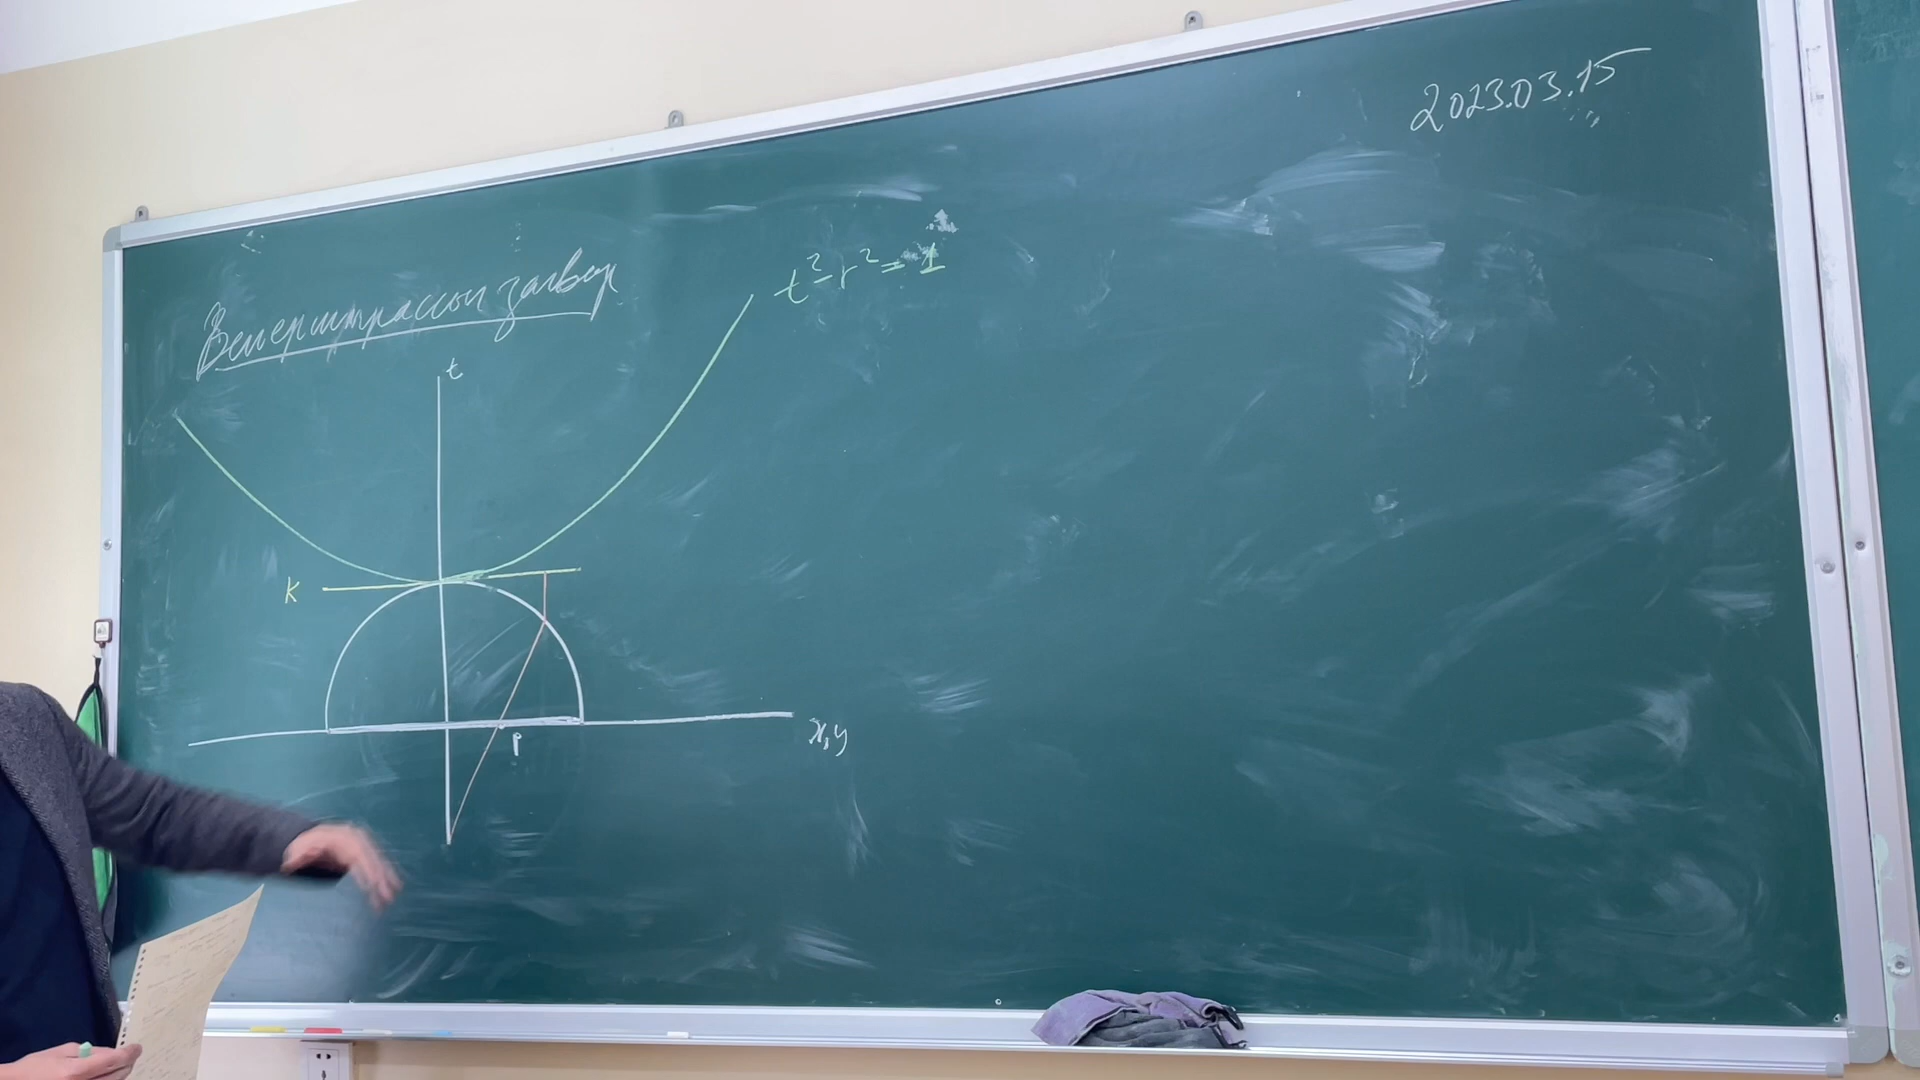 2023.03.15
Вейерштрассын загвар
t² - r² = 1
t
K
P
x, y